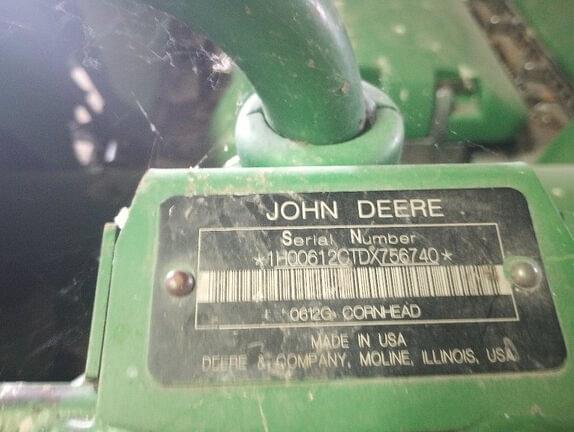 JOHN DEERE
Serial Number
*1H00612CTDX756740*
0612G CORNHEAD
MADE IN USA
DEERE & COMPANY, MOLINE, ILLINOIS, USA